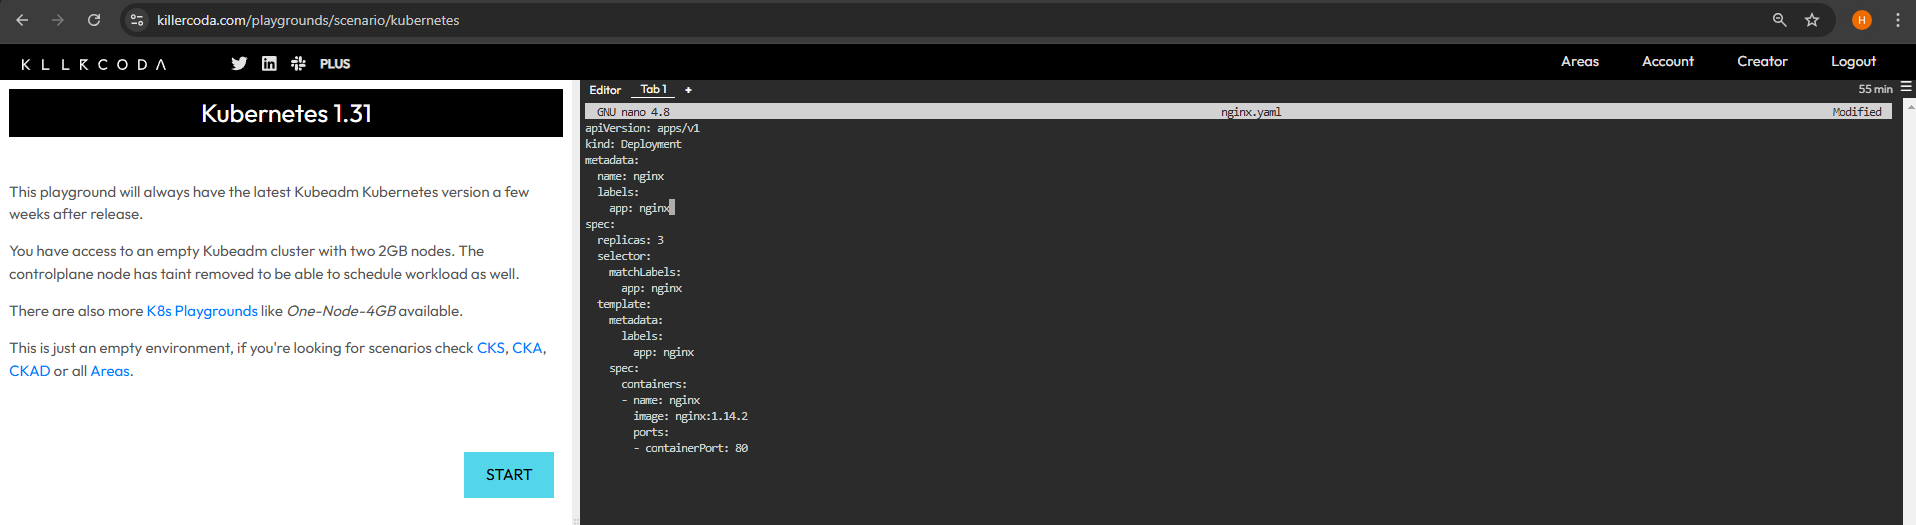 killercoda.com/playgrounds/scenario/kubernetes
H
KLLRCODA
PLUS
Areas
Account
Creator
Logout
Kubernetes 1.31
This playground will always have the latest Kubeadm Kubernetes version a few
weeks after release.
You have access to an empty Kubeadm cluster with two 2GB nodes. The
controlplane node has taint removed to be able to schedule workload as well.
There are also more K8s Playgrounds like One-Node-4GB available.
This is just an empty environment, if you're looking for scenarios check CKS, CKA,
CKAD or all Areas.
START
Editor
Tab 1
+
55 min
GNU nano 4.8 nginx.yaml Modified
apiVersion: apps/v1
kind: Deployment
metadata:
  name: nginx
  labels:
    app: nginx
spec:
  replicas: 3
  selector:
    matchLabels:
      app: nginx
  template:
    metadata:
      labels:
        app: nginx
    spec:
      containers:
      - name: nginx
        image: nginx:1.14.2
        ports:
        - containerPort: 80